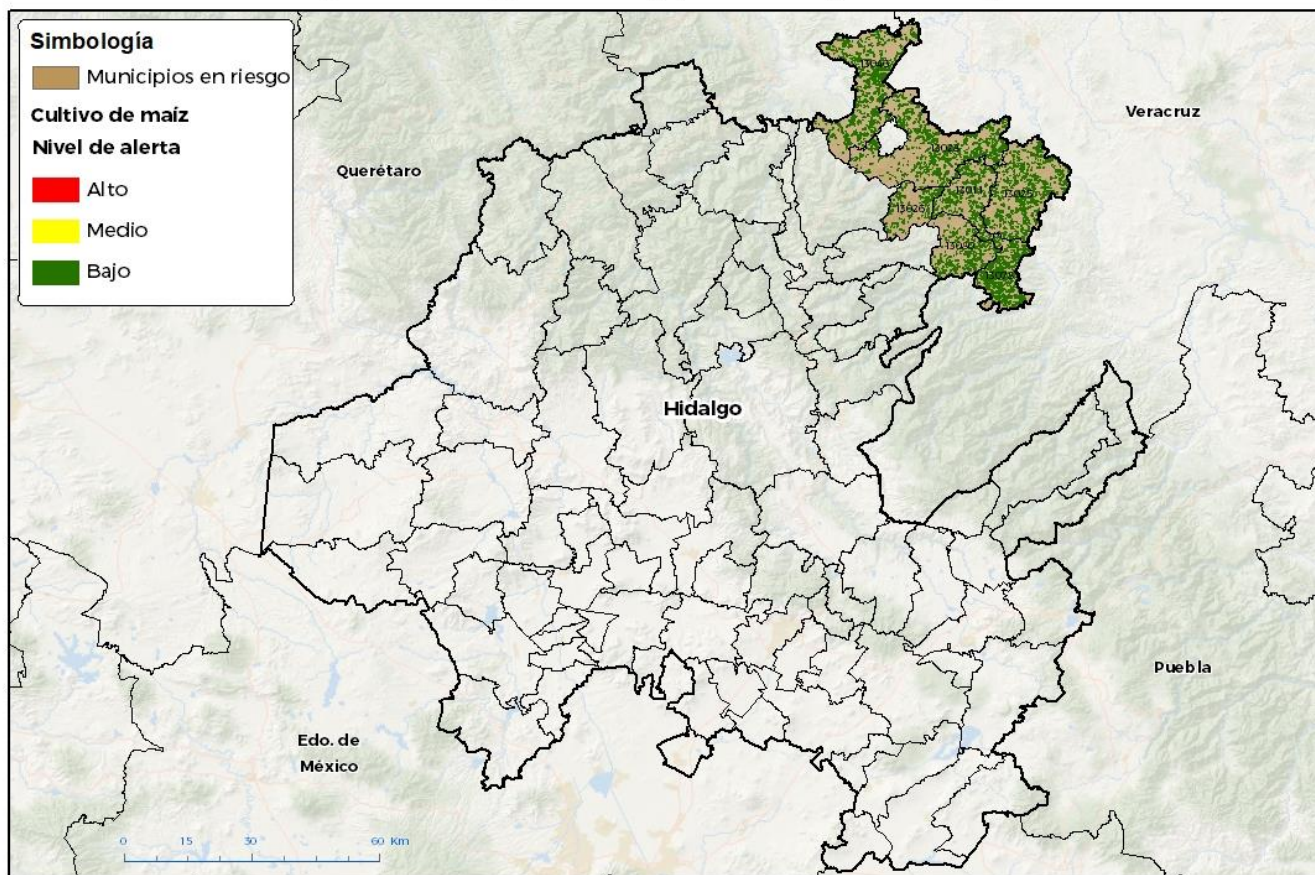 Simbología
Municipios en riesgo
Cultivo de maíz
Nivel de alerta
Alto
Medio
Bajo
Veracruz
Querétaro
13026
Hidalgo
Puebla
Edo. de
México
0 15 30 60 Km